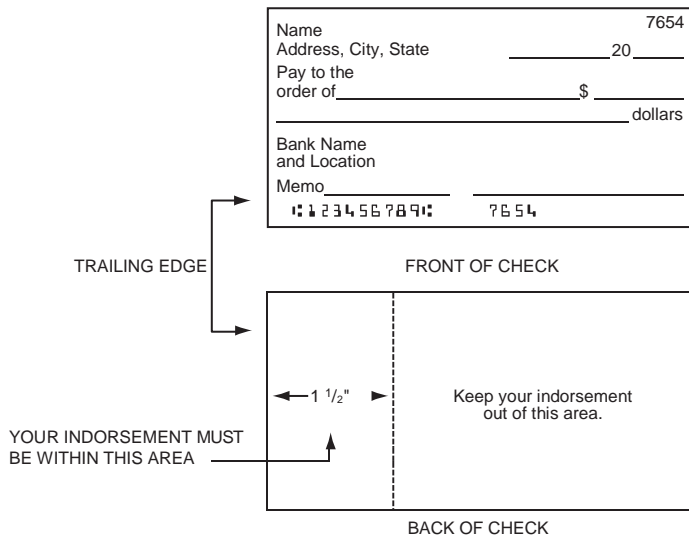 7654
Name
Address, City, State 20
Pay to the
order of $
dollars
Bank Name
and Location
Memo
⑆123456789⑆ 7654
TRAILING EDGE
FRONT OF CHECK
1 1/2"
Keep your indorsement
out of this area.
YOUR INDORSEMENT MUST
BE WITHIN THIS AREA
BACK OF CHECK